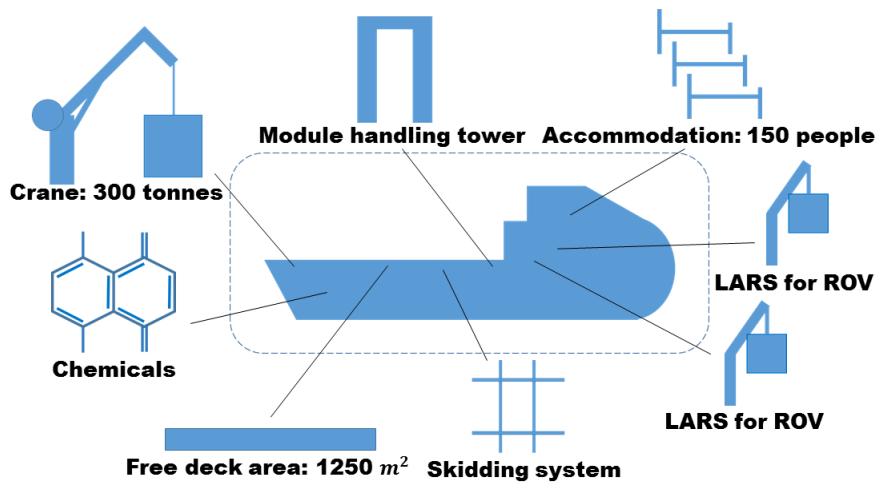 Module handling tower
Accommodation: 150 people
Crane: 300 tonnes
LARS for ROV
Chemicals
LARS for ROV
Free deck area: 1250 m²
Skidding system